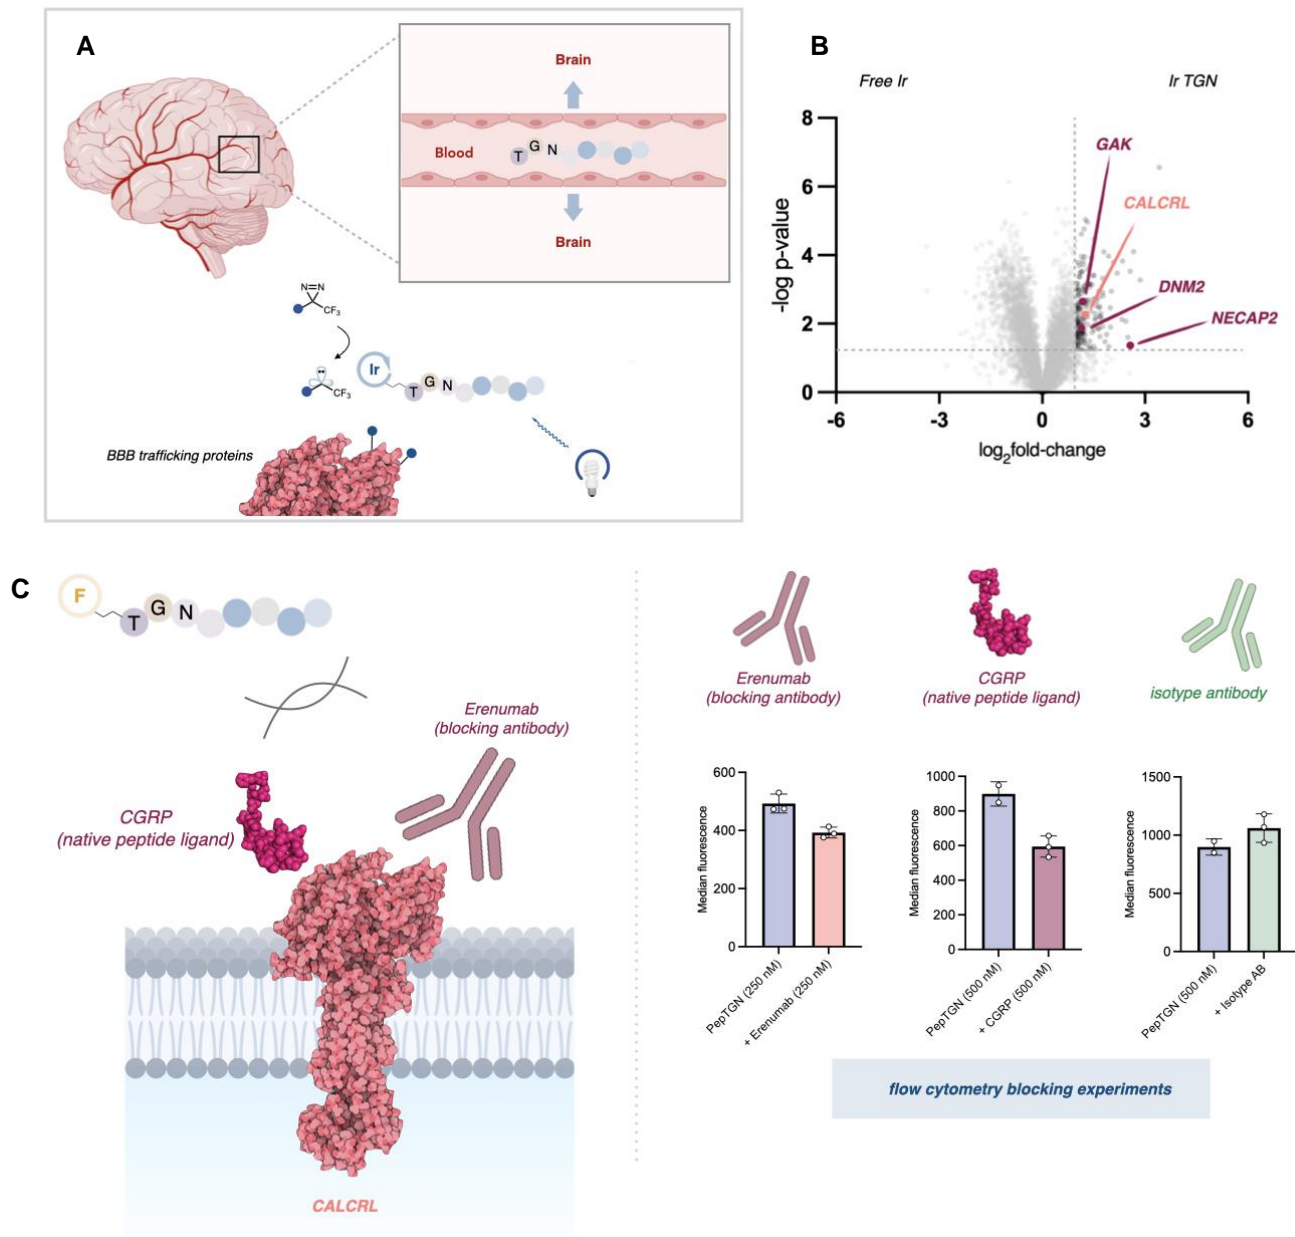 A
Brain
Blood
T G N
Brain
N=N
CF3
CF3
Ir
T G N
BBB trafficking proteins
B
Free Ir
Ir TGN
8
6
4
2
0
-log p-value
GAK
CALCRL
DNM2
NECAP2
-6 -3 0 3 6
log2fold-change
C
F
T G N
Erenumab
(blocking antibody)
CGRP
(native peptide ligand)
CALCRL
Erenumab
(blocking antibody)
CGRP
(native peptide ligand)
isotype antibody
600
400
200
0
Median fluorescence
PepTGN (250 nM)
+ Erenumab (250 nM)
1000
800
600
400
200
0
Median fluorescence
PepTGN (500 nM)
+ CGRP (500 nM)
1500
1000
500
0
Median fluorescence
PepTGN (500 nM)
+ Isotype AB
flow cytometry blocking experiments